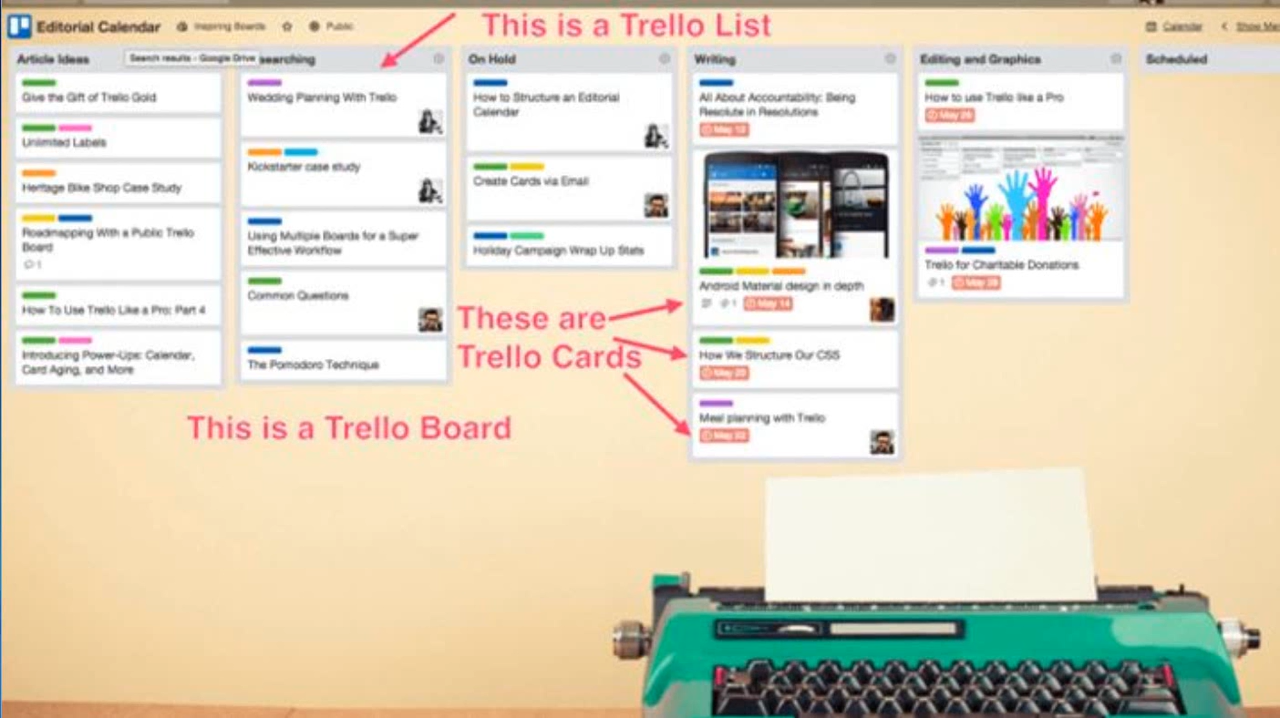 This is a Trello List
Editorial Calendar
Inspiring Boards
Public
Calendar
Show
Article Ideas
Search results - Google Drive
searching
On Hold
Writing
Editing and Graphics
Scheduled
Give the Gift of Trello Gold
Unlimited Labels
Heritage Bike Shop Case Study
Roadmapping With a Public Trello
Board
1
How To Use Trello Like a Pro: Part 4
Introducing Power-Ups: Calendar,
Card Aging, and More
Wedding Planning With Trello
Kickstarter case study
Using Multiple Boards for a Super
Effective Workflow
Common Questions
The Pomodoro Technique
How to Structure an Editorial
Calendar
Create Cards via Email
Holiday Campaign Wrap Up Stats
All About Accountability: Being
Resolute in Resolutions
May
Android Material design in depth
1
May 14
How We Structure Our CSS
May
Meal planning with Trello
May
How to use Trello like a Pro
May
Trello for Charitable Donations
1
May
These are
Trello Cards
This is a Trello Board